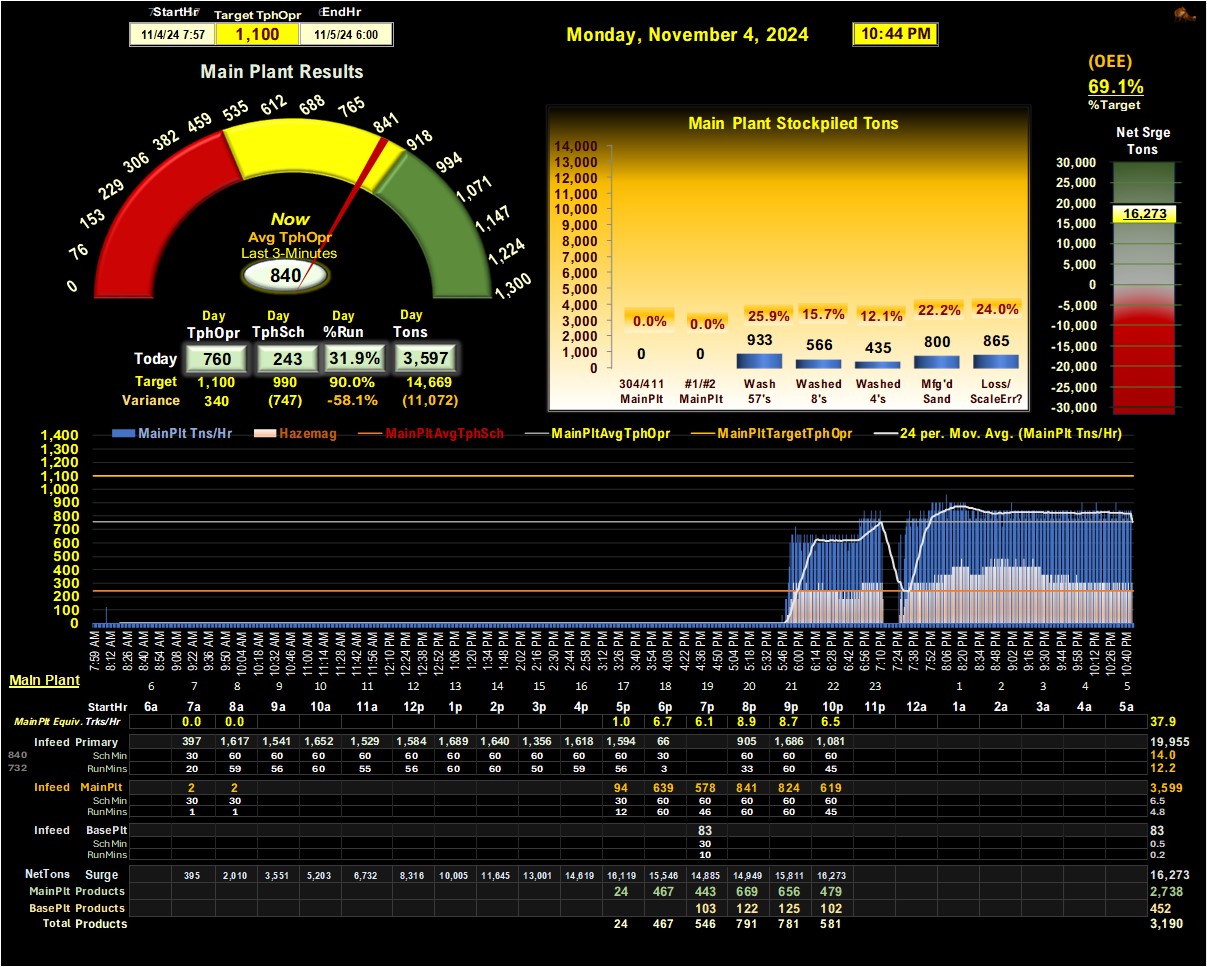 StartHr Target TphOpr EndHr
11/4/24 7:57 1,100 11/5/24 6:00
Monday, November 4, 2024 10:44 PM
(OEE)
69.1%
%Target
Main Plant Results
0 76 153 229 306 382 459 535 612 688 765 841 918 994 1,071 1,147 1,224 1,300
Now
Avg TphOpr
Last 3-Minutes
840
Day Day Day Day
TphOpr TphSch %Run Tons
Today 760 243 31.9% 3,597
Target 1,100 990 90.0% 14,669
Variance 340 (747) -58.1% (11,072)
Main Plant Stockpiled Tons
14,000
13,000
12,000
11,000
10,000
9,000
8,000
7,000
6,000
5,000
4,000
3,000
2,000
1,000
0
0.0% 0.0% 25.9% 15.7% 12.1% 22.2% 24.0%
0 0 933 566 435 800 865
304/411 #1/#2 Wash Washed Washed Mfg'd Loss/
MainPlt MainPlt 57's 8's 4's Sand ScaleErr?
Net Srge
Tons
30,000
25,000
20,000
16,273
15,000
10,000
5,000
0
-5,000
-10,000
-15,000
-20,000
-25,000
-30,000
MainPlt Tns/Hr Hazemag MainPltAvgTphSch MainPltAvgTphOpr MainPltTargetTphOpr 24 per. Mov. Avg. (MainPlt Tns/Hr)
1,400
1,300
1,200
1,100
1,000
900
800
700
600
500
400
300
200
100
0
7:59 AM 8:12 AM 8:26 AM 8:40 AM 8:54 AM 9:08 AM 9:22 AM 9:36 AM 9:50 AM 10:04 AM 10:18 AM 10:32 AM 10:46 AM 11:00 AM 11:14 AM 11:28 AM 11:42 AM 11:56 AM 12:10 PM 12:24 PM 12:38 PM 12:52 PM 1:06 PM 1:20 PM 1:34 PM 1:48 PM 2:02 PM 2:16 PM 2:30 PM 2:44 PM 2:58 PM 3:12 PM 3:26 PM 3:40 PM 3:54 PM 4:08 PM 4:22 PM 4:36 PM 4:50 PM 5:04 PM 5:18 PM 5:32 PM 5:46 PM 6:00 PM 6:14 PM 6:28 PM 6:42 PM 6:56 PM 7:10 PM 7:24 PM 7:38 PM 7:52 PM 8:06 PM 8:20 PM 8:34 PM 8:48 PM 9:02 PM 9:16 PM 9:30 PM 9:44 PM 9:58 PM 10:12 PM 10:26 PM 10:40 PM
Main Plant 6 7 8 9 10 11 12 13 14 15 16 17 18 19 20 21 22 23 1 2 3 4 5
StartHr 6a 7a 8a 9a 10a 11a 12p 1p 2p 3p 4p 5p 6p 7p 8p 9p 10p 11p 12a 1a 2a 3a 4a 5a
MainPlt Equiv. Trks/Hr 0.0 0.0 1.0 6.7 6.1 8.9 8.7 6.5 37.9
Infeed Primary 397 1,617 1,541 1,652 1,529 1,584 1,689 1,640 1,356 1,618 1,594 66 905 1,686 1,081 19,955
840 SchMin 30 60 60 60 60 60 60 60 60 60 60 30 60 60 60 14.0
732 RunMins 20 59 56 60 55 56 60 60 50 59 56 3 33 60 45 12.2
Infeed MainPlt 2 2 94 639 578 841 824 619 3,599
SchMin 30 30 30 60 60 60 60 60 6.5
RunMins 1 1 12 60 46 60 60 45 4.8
Infeed BasePlt 83 83
SchMin 30 0.5
RunMins 10 0.2
NetTons Surge 395 2,010 3,551 5,203 6,732 8,316 10,005 11,645 13,001 14,619 16,119 15,546 14,885 14,949 15,811 16,273 16,273
MainPlt Products 24 467 443 669 656 479 2,738
BasePlt Products 103 122 125 102 452
Total Products 24 467 546 791 781 581 3,190